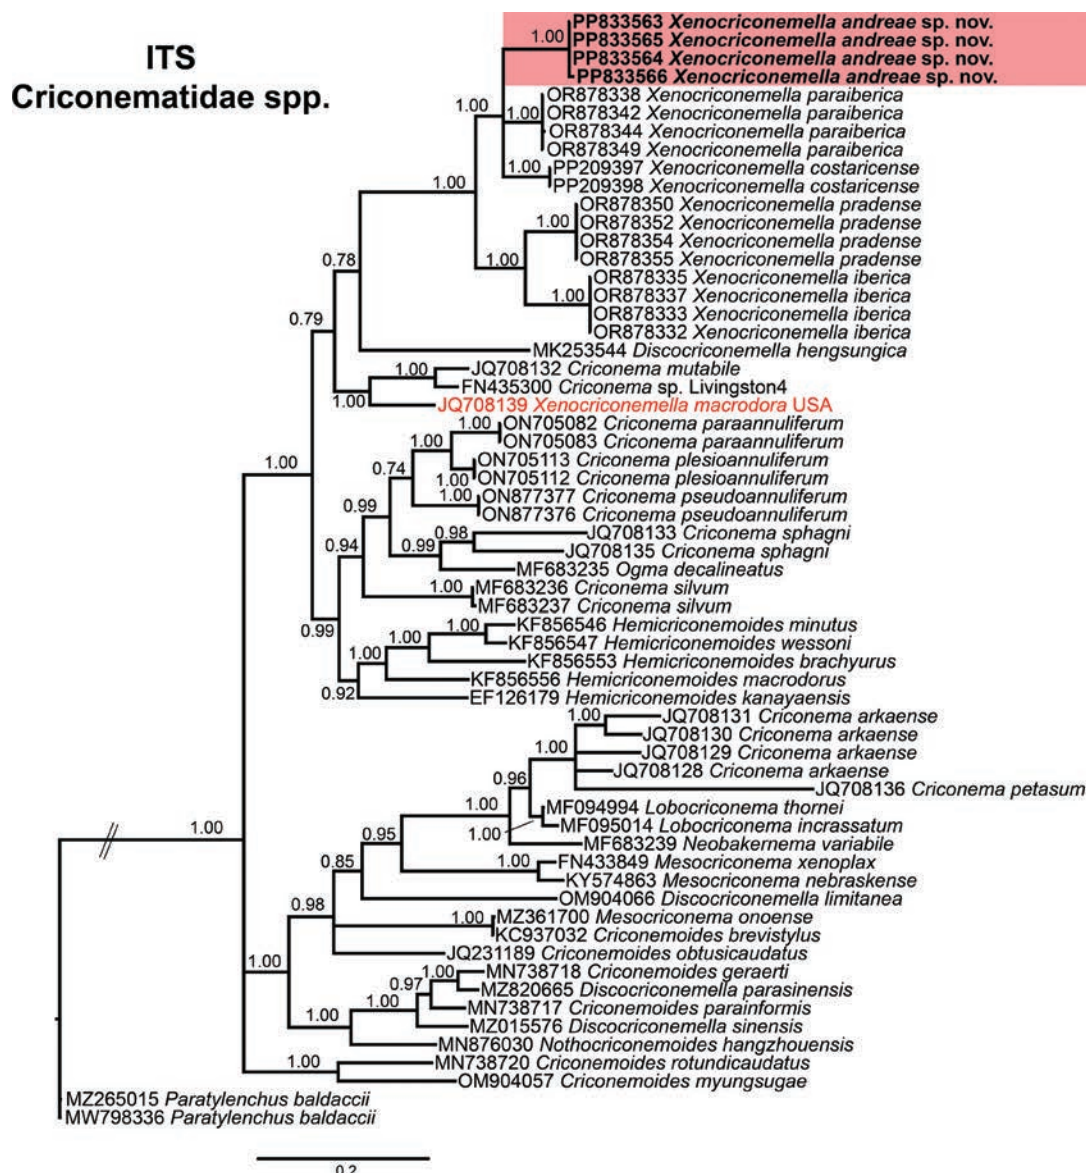 ITS
Criconematidae spp.
PP833563 Xenocriconemella andreae sp. nov.
1.00
PP833565 Xenocriconemella andreae sp. nov.
PP833564 Xenocriconemella andreae sp. nov.
PP833566 Xenocriconemella andreae sp. nov.
OR878338 Xenocriconemella paraiberica
1.00
OR878342 Xenocriconemella paraiberica
1.00
OR878344 Xenocriconemella paraiberica
OR878349 Xenocriconemella paraiberica
PP209397 Xenocriconemella costaricense
1.00
1.00
PP209398 Xenocriconemella costaricense
OR878350 Xenocriconemella pradense
1.00
OR878352 Xenocriconemella pradense
OR878354 Xenocriconemella pradense
0.78
1.00
OR878355 Xenocriconemella pradense
OR878335 Xenocriconemella iberica
1.00
OR878337 Xenocriconemella iberica
OR878333 Xenocriconemella iberica
0.79
OR878332 Xenocriconemella iberica
MK253544 Discocriconemella hengsungica
1.00
JQ708132 Criconema mutabile
FN435300 Criconema sp. Livingston4
1.00
JQ708139 Xenocriconemella macrodora USA
ON705082 Criconema paraannuliferum
1.00
ON705083 Criconema paraannuliferum
1.00
0.74
ON705113 Criconema plesioannuliferum
1.00
ON705112 Criconema plesioannuliferum
1.00
ON877377 Criconema pseudoannuliferum
0.99
ON877376 Criconema pseudoannuliferum
0.98
JQ708133 Criconema sphagni
0.94
0.99
JQ708135 Criconema sphagni
MF683235 Ogma decalineatus
1.00
MF683236 Criconema silvum
MF683237 Criconema silvum
0.99
1.00
KF856546 Hemicriconemoides minutus
1.00
KF856547 Hemicriconemoides wessoni
1.00
KF856553 Hemicriconemoides brachyurus
KF856556 Hemicriconemoides macrodorus
0.92
EF126179 Hemicriconemoides kanayaensis
1.00
JQ708131 Criconema arkaense
JQ708130 Criconema arkaense
1.00
JQ708129 Criconema arkaense
0.96
JQ708128 Criconema arkaense
JQ708136 Criconema petasum
1.00
MF094994 Lobocriconema thornei
1.00
MF095014 Lobocriconema incrassatum
1.00
0.95
MF683239 Neobakernema variabile
1.00
FN433849 Mesocriconema xenoplax
0.85
KY574863 Mesocriconema nebraskense
OM904066 Discocriconemella limitanea
0.98
1.00
MZ361700 Mesocriconema onoense
KC937032 Criconemoides brevistylus
JQ231189 Criconemoides obtusicaudatus
1.00
1.00
MN738718 Criconemoides geraerti
0.97
MZ820665 Discocriconemella parasinensis
1.00
MN738717 Criconemoides parainformis
1.00
MZ015576 Discocriconemella sinensis
MN876030 Nothocriconemoides hangzhouensis
1.00
MN738720 Criconemoides rotundicaudatus
OM904057 Criconemoides myungsugae
MZ265015 Paratylenchus baldaccii
MW798336 Paratylenchus baldaccii
0.2